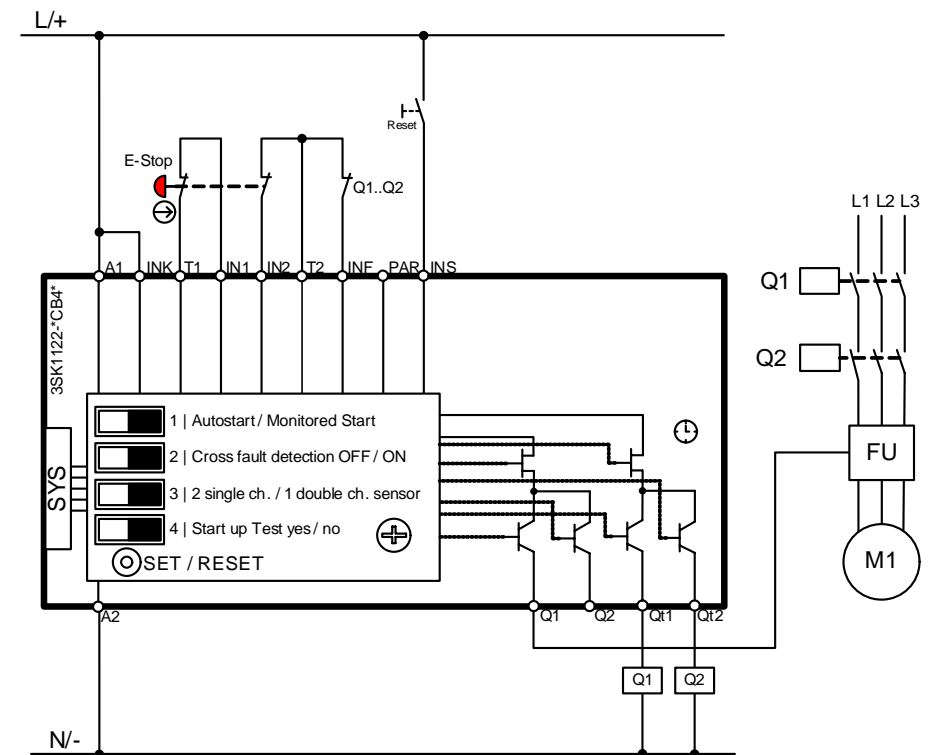 L/+
Reset
E-Stop
Q1..Q2
A1 INK T1 IN1 IN2 T2 INF PAR INS
L1 L2 L3
Q1
Q2
3SK1122-*CB4*
SYS
1 | Autostart / Monitored Start
2 | Cross fault detection OFF / ON
3 | 2 single ch. / 1 double ch. sensor
4 | Start up Test yes / no
SET / RESET
FU
M1
A2 Q1 Q2 Qt1 Qt2
Q1 Q2
N/-